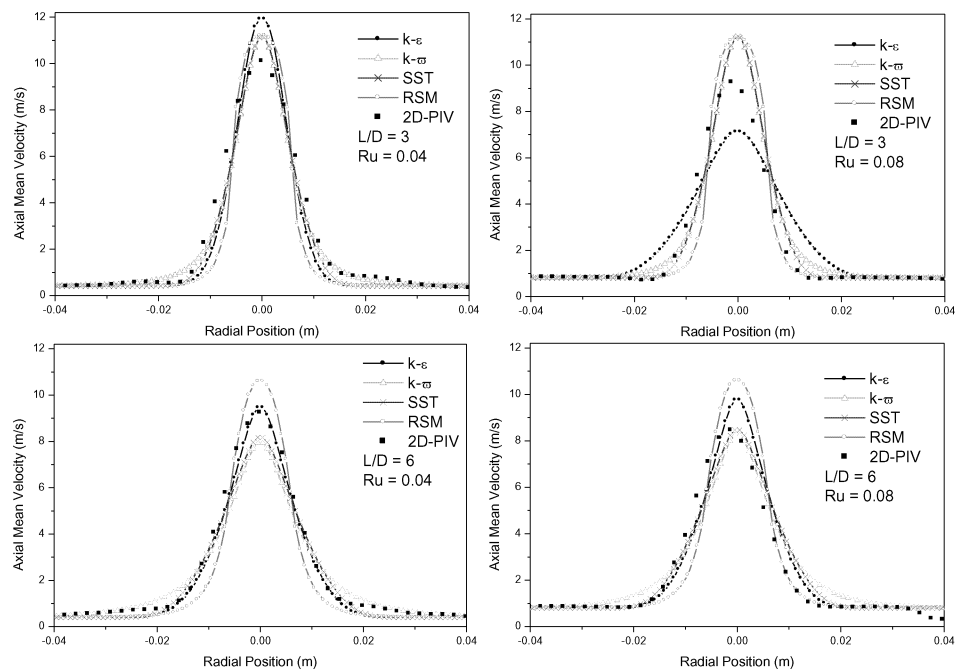 12
10
8
6
4
2
0
Axial Mean Velocity (m/s)
k-ε
k-ϖ
SST
RSM
2D-PIV
L/D = 3
Ru = 0.04
-0.04
-0.02
0.00
0.02
0.04
Radial Position (m)
12
10
8
6
4
2
0
Axial Mean Velocity (m/s)
k-ε
k-ϖ
SST
RSM
2D-PIV
L/D = 3
Ru = 0.08
-0.04
-0.02
0.00
0.02
0.04
Radial Position (m)
12
10
8
6
4
2
0
Axial Mean Velocity (m/s)
k-ε
k-ϖ
SST
RSM
2D-PIV
L/D = 6
Ru = 0.04
-0.04
-0.02
0.00
0.02
0.04
Radial Position (m)
12
10
8
6
4
2
0
Axial Mean Velocity (m/s)
k-ε
k-ϖ
SST
RSM
2D-PIV
L/D = 6
Ru = 0.08
-0.04
-0.02
0.00
0.02
0.04
Radial Position (m)